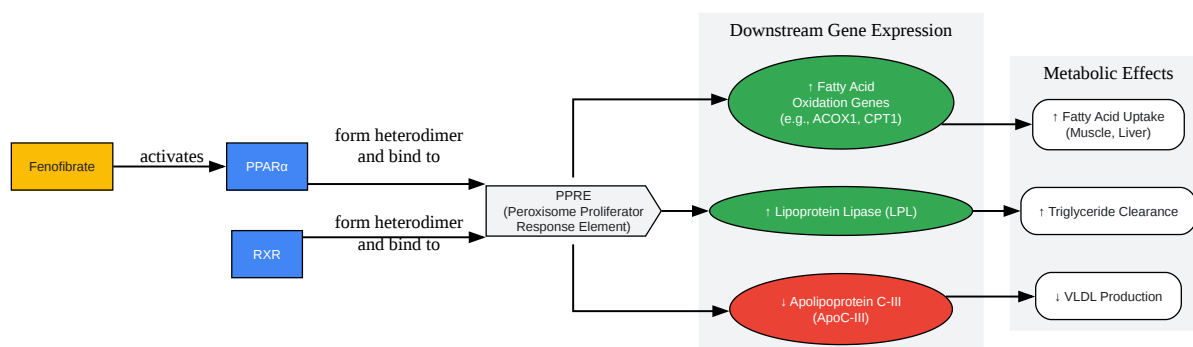 Downstream Gene Expression
Metabolic Effects
Fenofibrate
activates
PPARα
RXR
form heterodimer
and bind to
form heterodimer
and bind to
PPRE
(Peroxisome Proliferator
Response Element)
↑ Fatty Acid
Oxidation Genes
(e.g., ACOX1, CPT1)
↑ Fatty Acid Uptake
(Muscle, Liver)
↑ Lipoprotein Lipase (LPL)
↑ Triglyceride Clearance
↓ Apolipoprotein C-III
(ApoC-III)
↓ VLDL Production